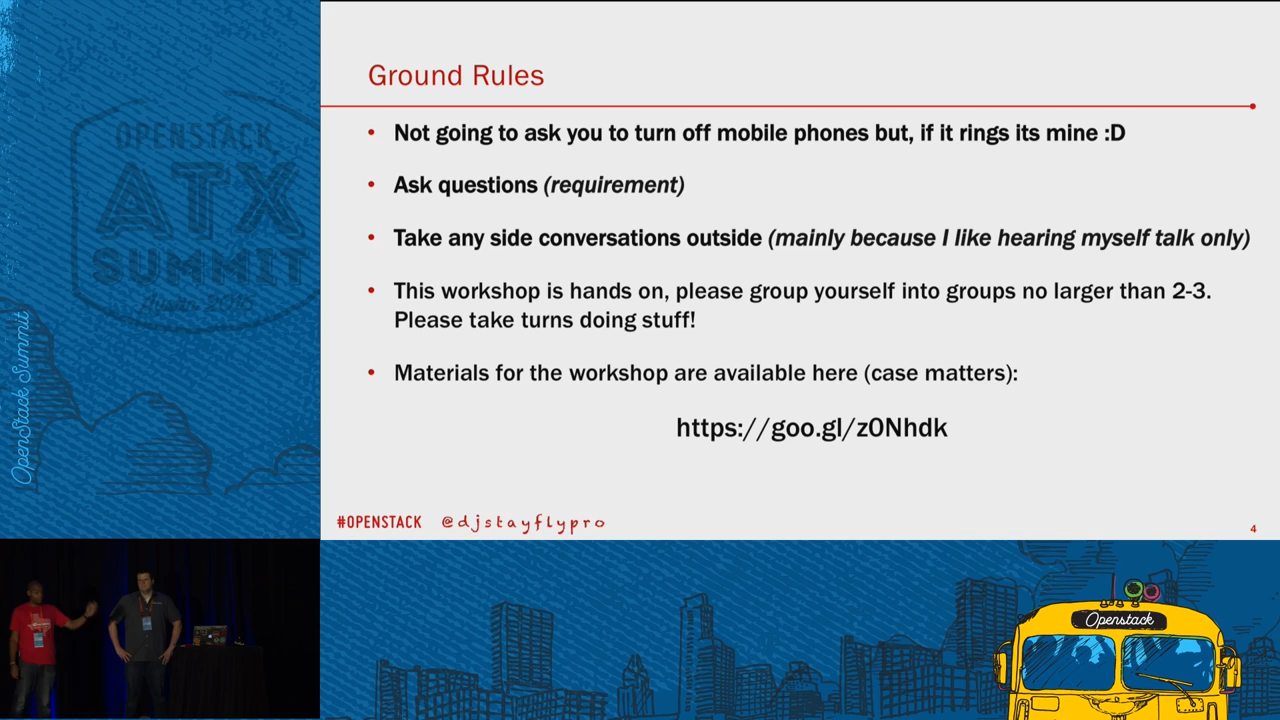 Ground Rules
• Not going to ask you to turn off mobile phones but, if it rings its mine :D
• Ask questions (requirement)
• Take any side conversations outside (mainly because I like hearing myself talk only)
• This workshop is hands on, please group yourself into groups no larger than 2-3.
Please take turns doing stuff!
• Materials for the workshop are available here (case matters):
https://goo.gl/z0Nhdk
#OPENSTACK @djstayflypro
4
OPENSTACK
ATX
SUMMIT
OpenStack Summit
Openstack